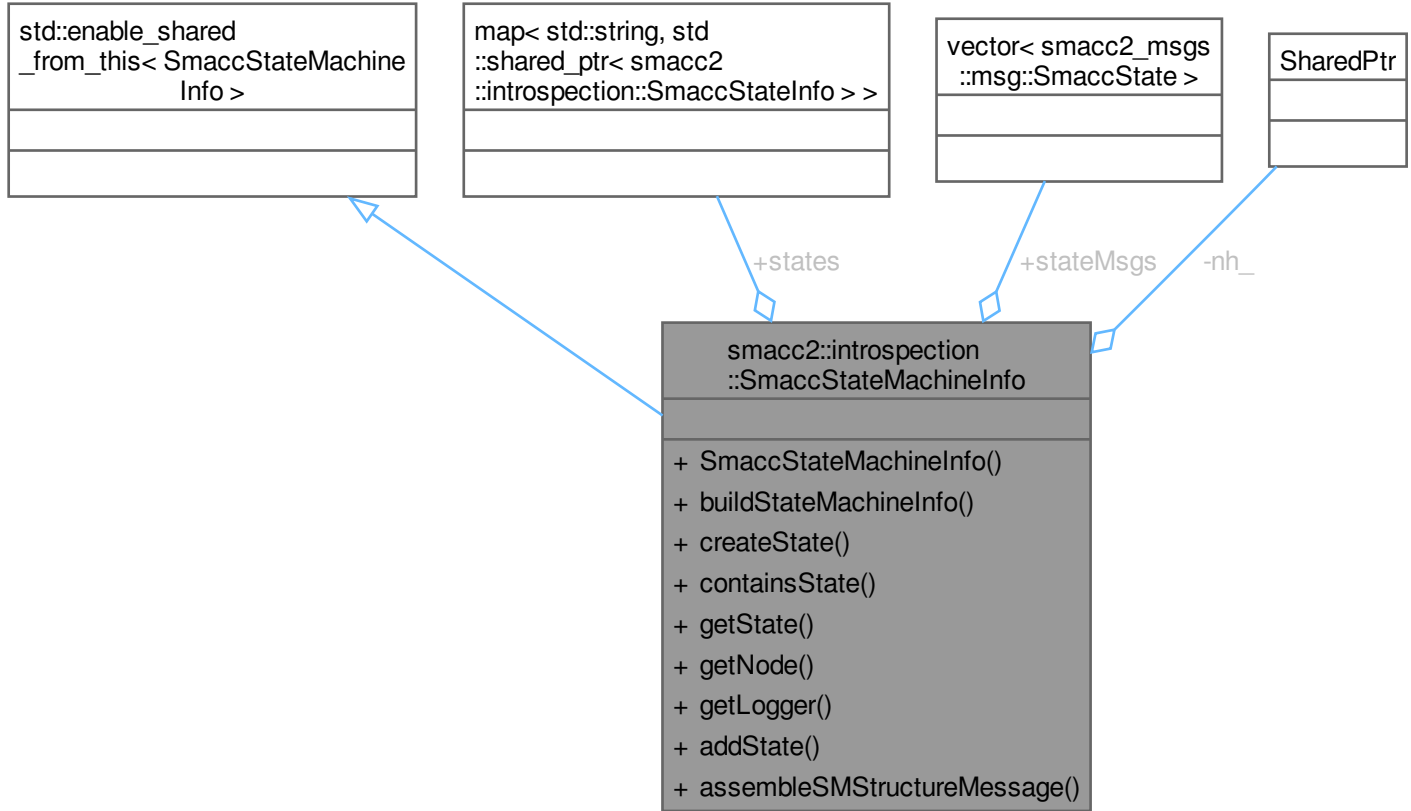 std::enable_shared
_from_this< SmaccStateMachine
Info >
map< std::string, std
::shared_ptr< smacc2
::introspection::SmaccStateInfo > >
vector< smacc2_msgs
::msg::SmaccState >
SharedPtr
+states
+stateMsgs
-nh_
smacc2::introspection
::SmaccStateMachineInfo
+ SmaccStateMachineInfo()
+ buildStateMachineInfo()
+ createState()
+ containsState()
+ getState()
+ getNode()
+ getLogger()
+ addState()
+ assembleSMStructureMessage()